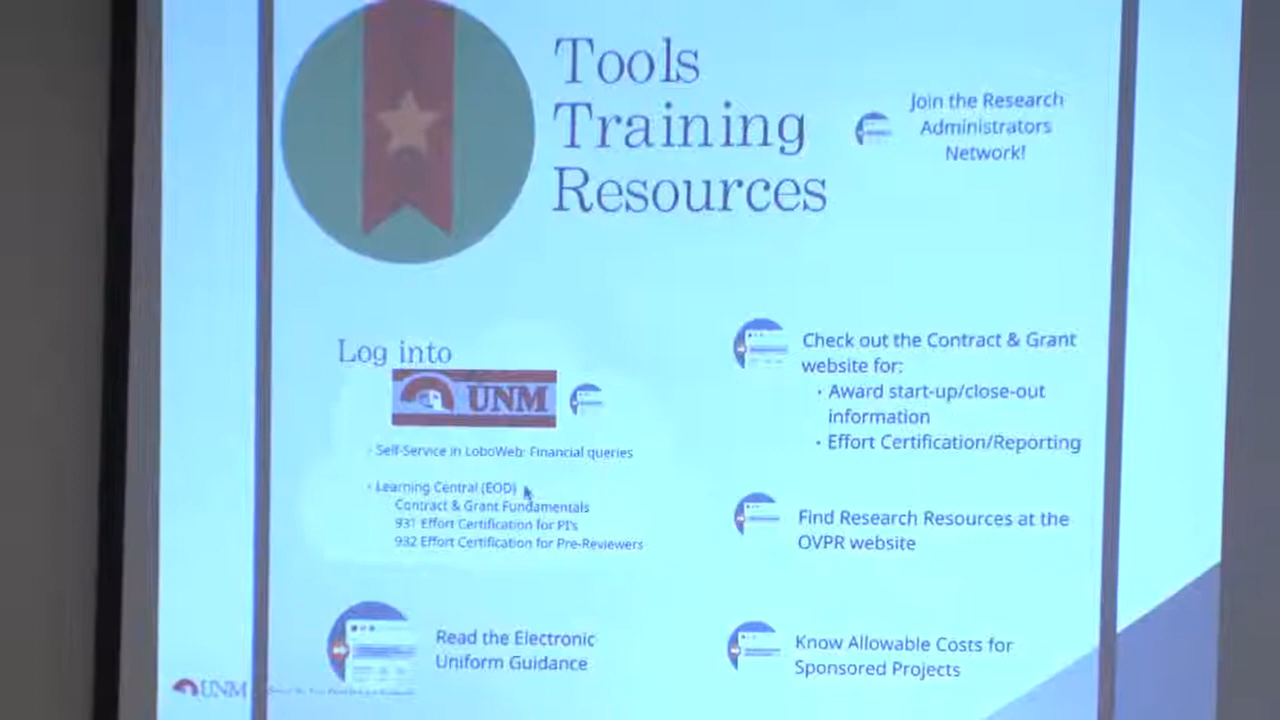 Tools
Training
Resources
Join the Research
Administrators
Network!
Log into
UNM
· Self-Service in LoboWeb: Financial queries
· Learning Central (EOD)
Contract & Grant Fundamentals
931 Effort Certification for PI's
932 Effort Certification for Pre-Reviewers
Read the Electronic
Uniform Guidance
Check out the Contract & Grant
website for:
· Award start-up/close-out
information
· Effort Certification/Reporting
Find Research Resources at the
OVPR website
Know Allowable Costs for
Sponsored Projects
UNM